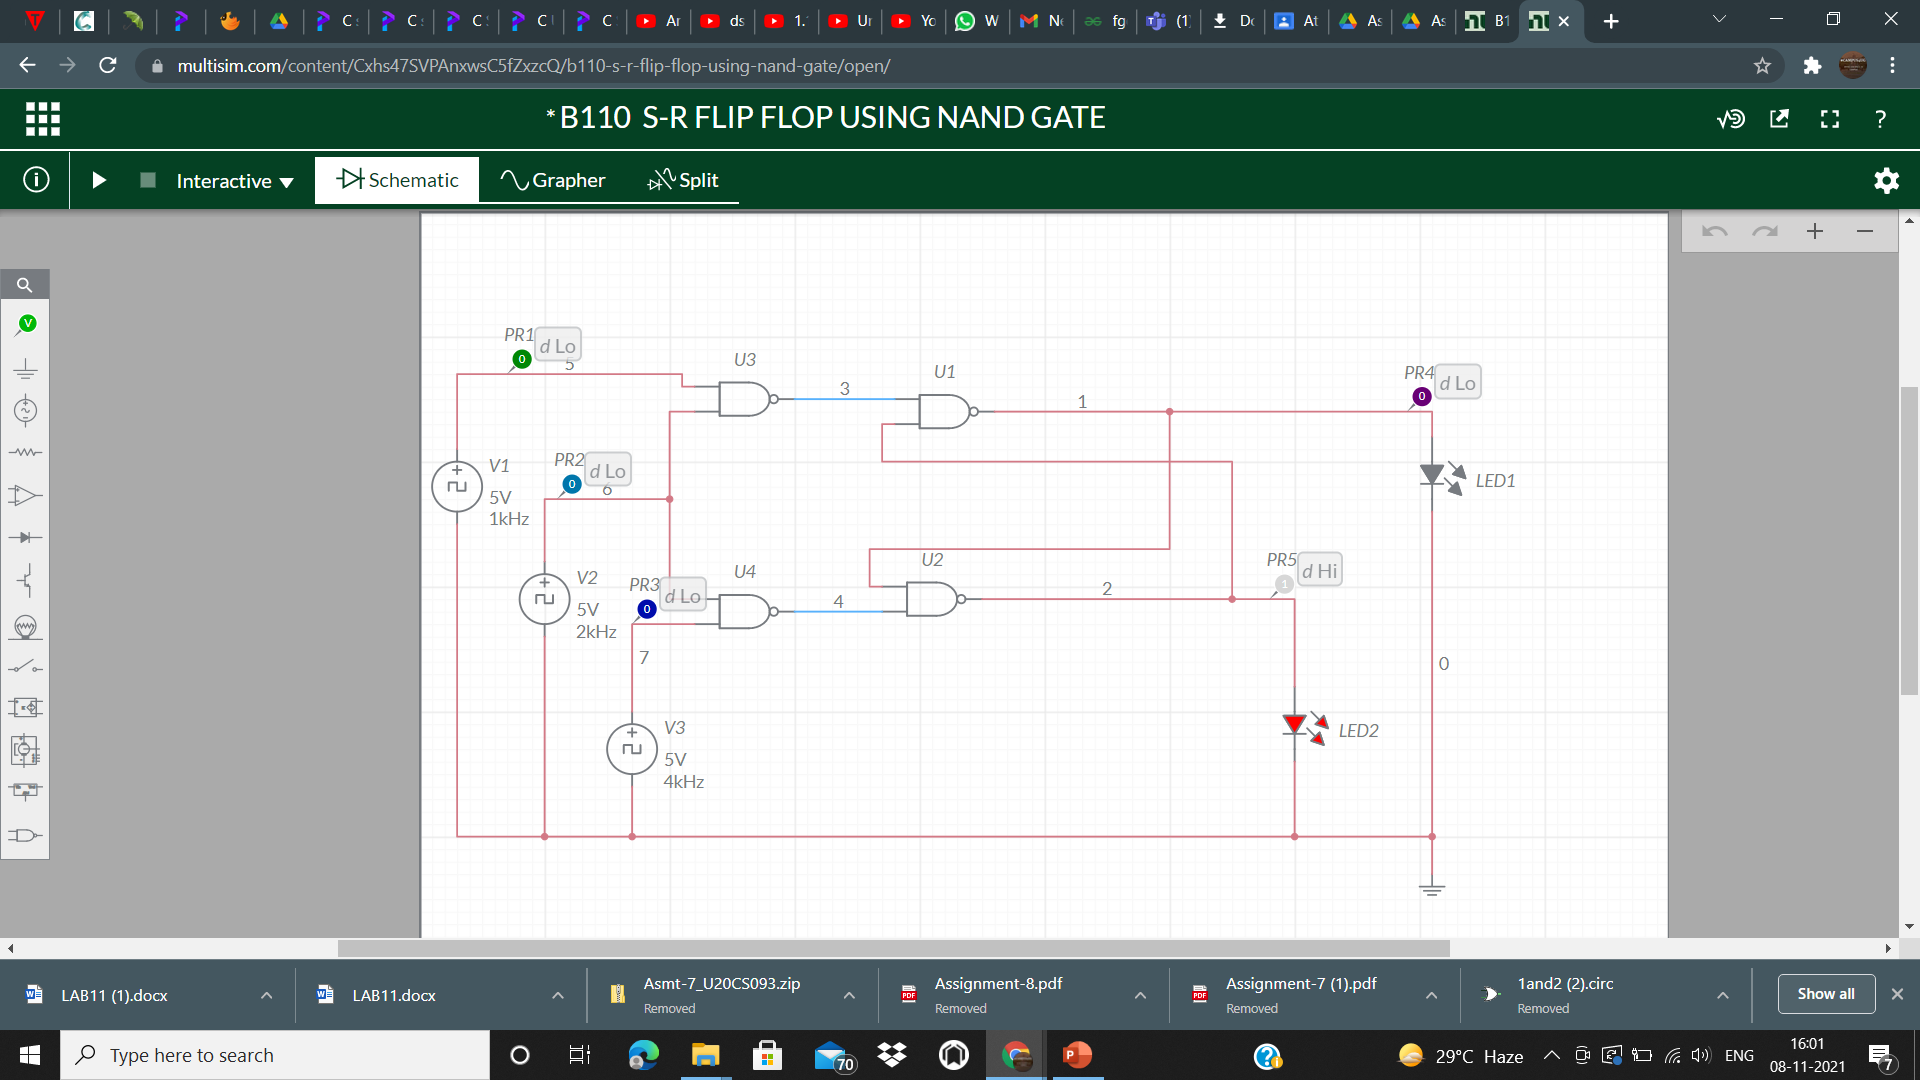 C s
C s
C S
C l
C
Ar
ds
1.
Ur
Yo
W
Ne
fg
(1
Do
At
As
As
B1
multisim.com/content/Cxhs47SVPAnxwsC5fZxzcQ/b110-s-r-flip-flop-using-nand-gate/open/
*B110 S-R FLIP FLOP USING NAND GATE
?
Interactive
Schematic
Grapher
Split
V
PR1
0
d Lo
5
U3
3
U1
1
PR4
0
d Lo
PR2
0
d Lo
6
V1
5V
1kHz
LED1
V2
5V
2kHz
PR3
0
d Lo
U4
4
U2
2
PR5
1
d Hi
7
0
V3
5V
4kHz
LED2
LAB11 (1).docx
LAB11.docx
Asmt-7_U20CS093.zip
Removed
PDF
Assignment-8.pdf
Removed
PDF
Assignment-7 (1).pdf
Removed
1and2 (2).circ
Removed
Show all
Type here to search
70
29°C Haze
ENG
16:01
08-11-2021
7